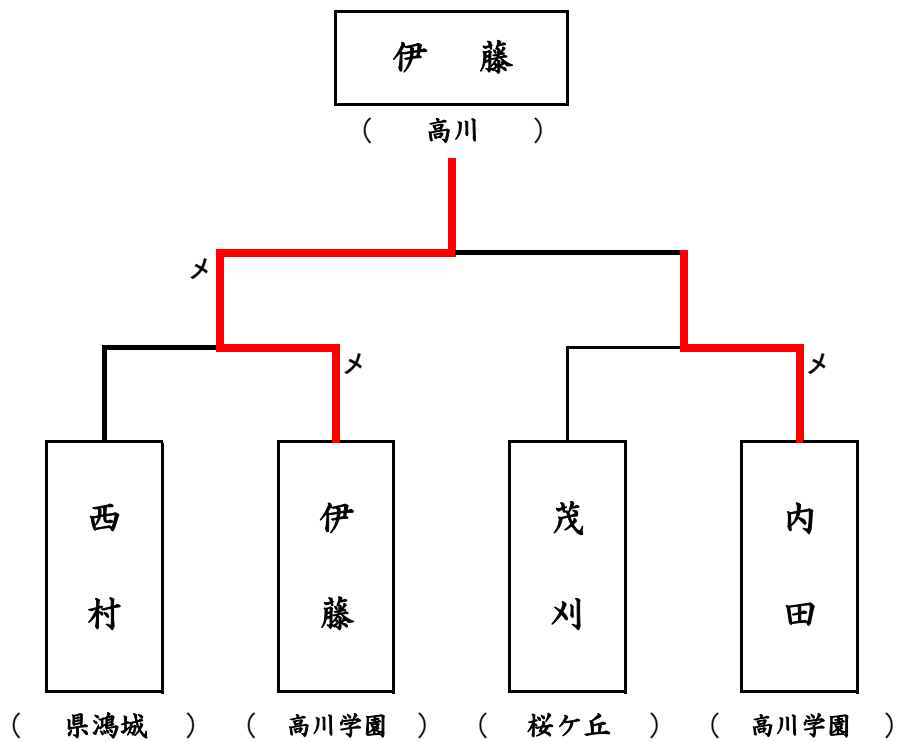 伊 藤
( 高川 )
メ
メ メ
西村 伊藤 茂刈 内田
( 県鴻城 ) ( 高川学園 ) ( 桜ケ丘 ) ( 高川学園 )